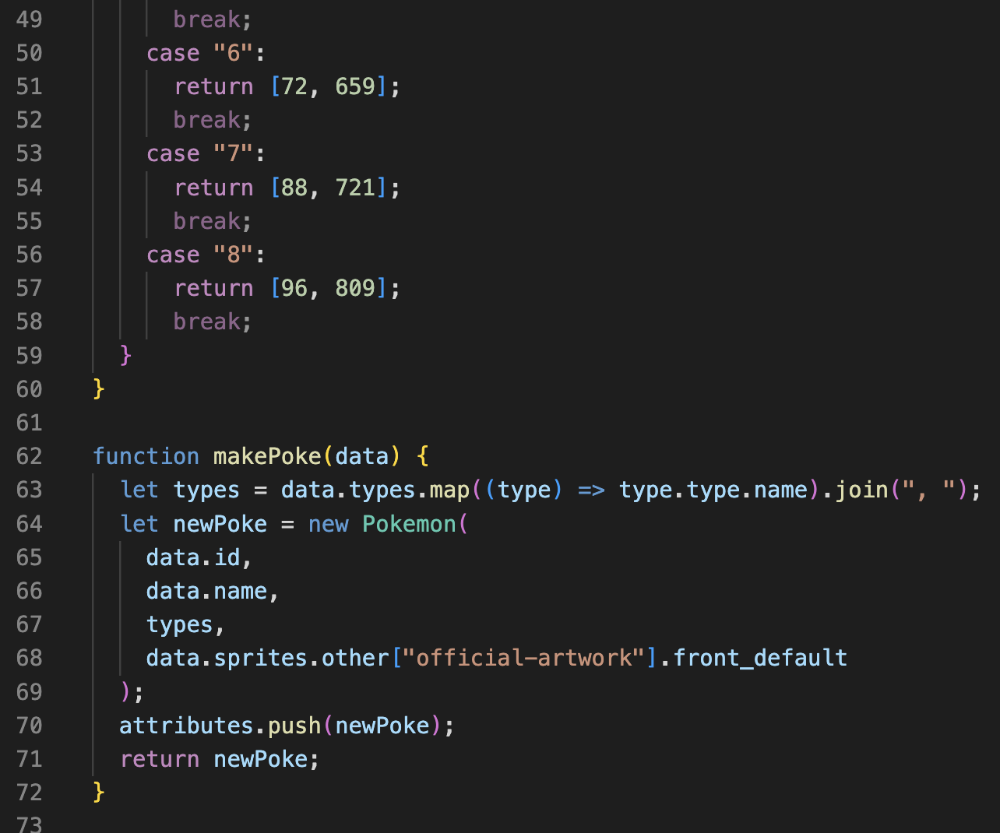 49 break;
50 case "6":
51 return [72, 659];
52 break;
53 case "7":
54 return [88, 721];
55 break;
56 case "8":
57 return [96, 809];
58 break;
59 }
60 }
61
62 function makePoke(data) {
63 let types = data.types.map((type) => type.type.name).join(", ");
64 let newPoke = new Pokemon(
65 data.id,
66 data.name,
67 types,
68 data.sprites.other["official-artwork"].front_default
69 );
70 attributes.push(newPoke);
71 return newPoke;
72 }
73